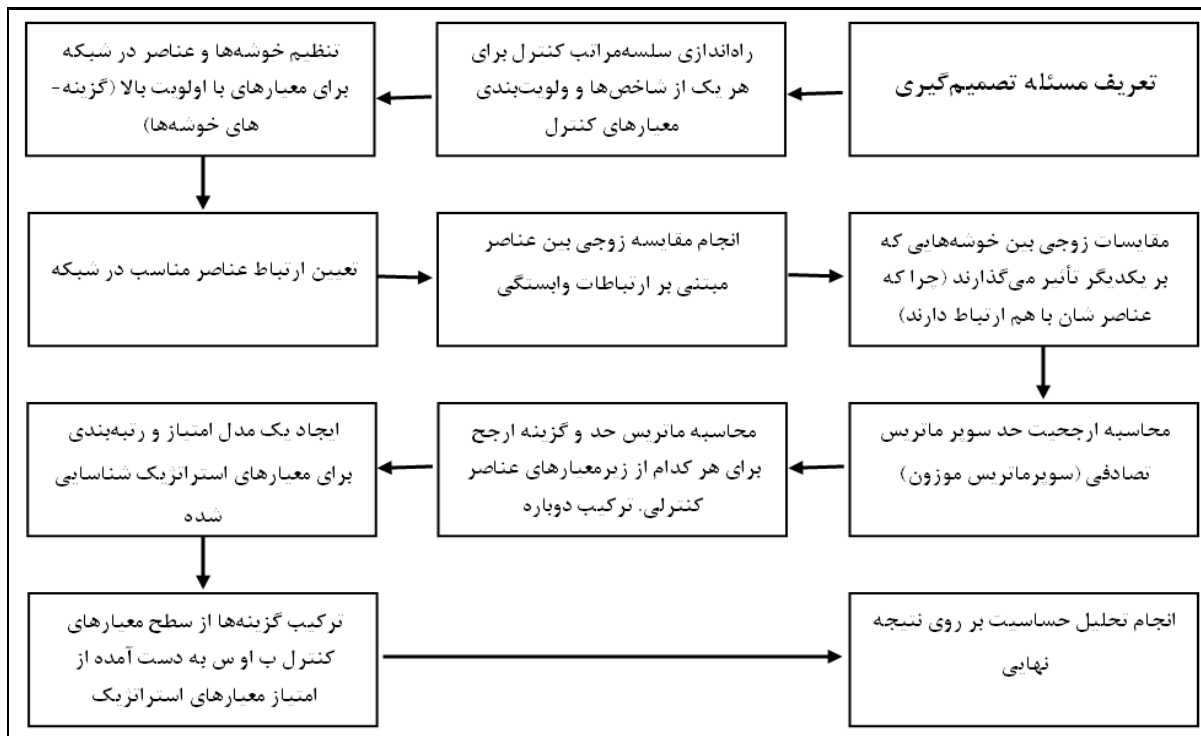 تعریف مسئله تصمیم‌گیری
راه‌اندازی سلسه‌مراتب کنترل برای
هر یک از شاخص‌ها و ولویت‌بندی
معیارهای کنترل
تنظیم خوشه‌ها و عناصر در شبکه
برای معیارهای با اولویت بالا (گزینه-
های خوشه‌ها)
تعیین ارتباط عناصر مناسب در شبکه
انجام مقایسه زوجی بین عناصر
مبتنی بر ارتباطات وابستگی
مقایسات زوجی بین خوشه‌هایی که
بر یکدیگر تأثیر می‌گذارند (چرا که
عناصر شان با هم ارتباط دارند)
محاسبه ارجحیت حد سوپر ماتریس
تصادفی (سوپرماتریس موزون)
محاسبه ماتریس حد و گزینه ارجح
برای هر کدام از زیرمعیارهای عناصر
کنترلی. ترکیب دوباره
ایجاد یک مدل امتیاز و رتبه‌بندی
برای معیارهای استراتژیک شناسایی
شده
ترکیب گزینه‌ها از سطح معیارهای
کنترل ب او س به دست آمده از
امتیاز معیارهای استراتژیک
انجام تحلیل حساسیت بر روی نتیجه
نهایی